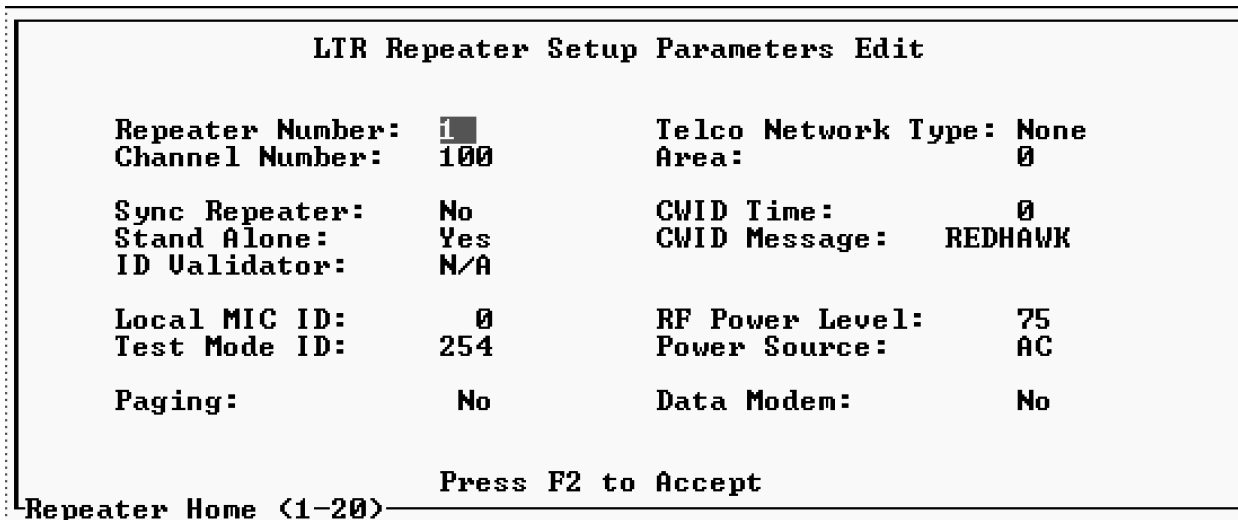 LTR Repeater Setup Parameters Edit
Repeater Number: 1 Telco Network Type: None
Channel Number: 100 Area: 0
Sync Repeater: No CWID Time: 0
Stand Alone: Yes CWID Message: REDHAWK
ID Validator: N/A
Local MIC ID: 0 RF Power Level: 75
Test Mode ID: 254 Power Source: AC
Paging: No Data Modem: No
Press F2 to Accept
Repeater Home (1-20)